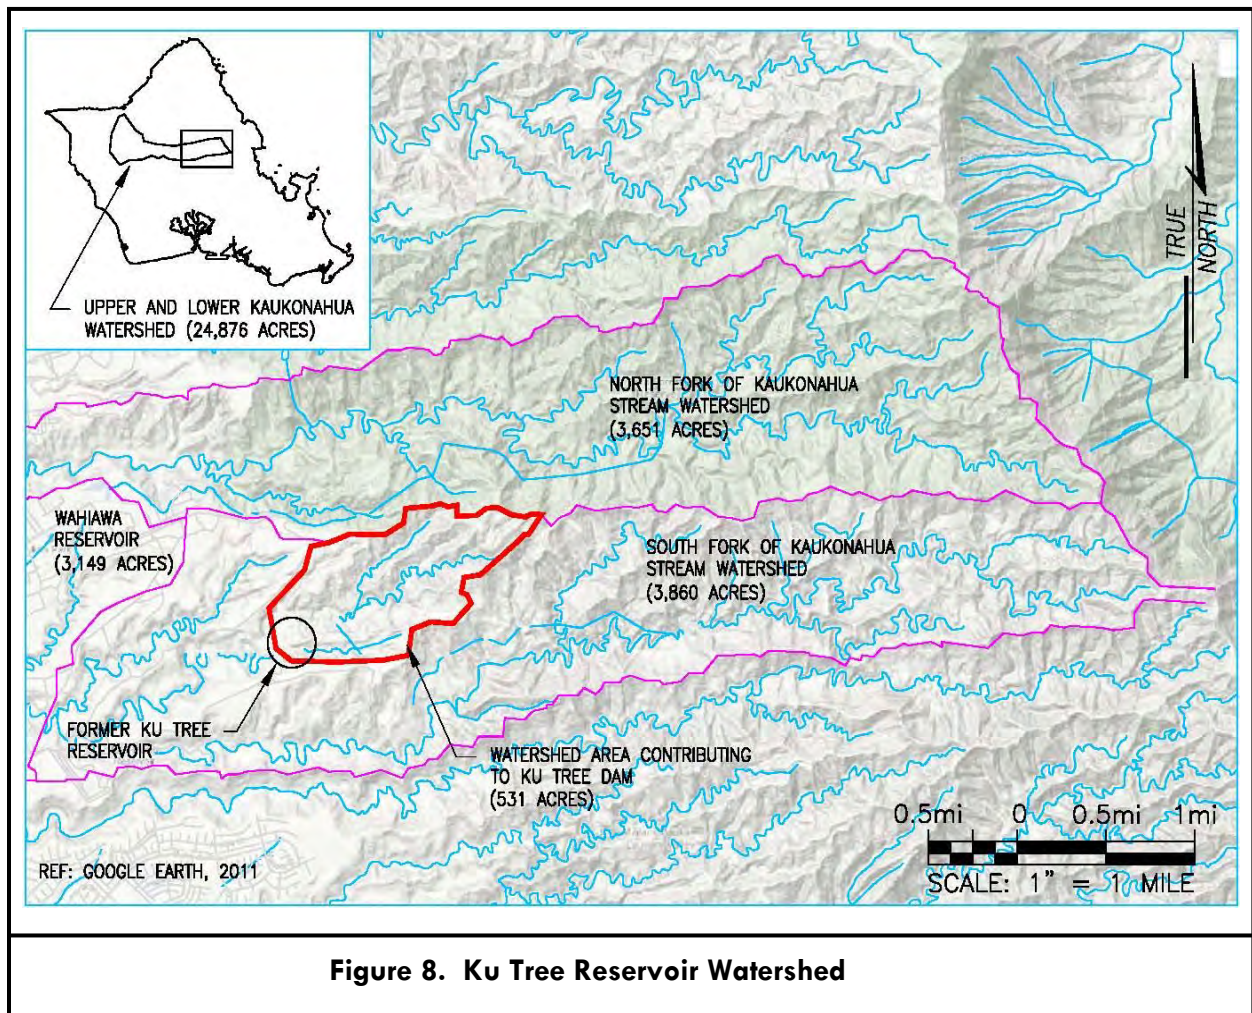 UPPER AND LOWER KAUKONAHUA
WATERSHED (24,876 ACRES)
TRUE
NORTH
NORTH FORK OF KAUKONAHUA
STREAM WATERSHED
(3,651 ACRES)
WAHIAWA
RESERVOIR
(3,149 ACRES)
SOUTH FORK OF KAUKONAHUA
STREAM WATERSHED
(3,860 ACRES)
FORMER KU TREE
RESERVOIR
WATERSHED AREA CONTRIBUTING
TO KU TREE DAM
(531 ACRES)
0.5mi 0 0.5mi 1mi
SCALE: 1" = 1 MILE
REF: GOOGLE EARTH, 2011
Figure 8. Ku Tree Reservoir Watershed